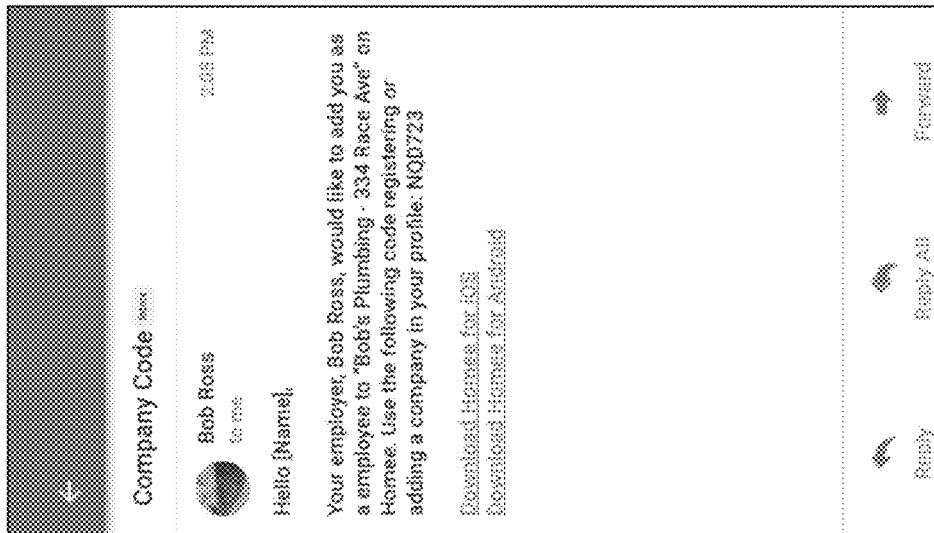 Company Code
Bob Ross
to me
Hello [Name],
Your employer, Bob Ross, would like to add you as
a employee to "Bob's Plumbing - 334 Race Ave" on
Homee. Use the following code registering or
adding a company in your profile: NQD723
Download Homee for iOS
Download Homee for Android
Reply
Reply All
Forward